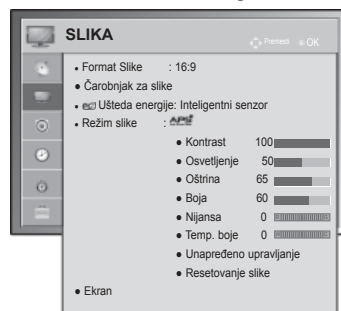 SLIKA
Premesti OK
• Format Slike : 16:9
● Čarobnjak za slike
• Ušteda energije: Inteligentni senzor
• Režim slike :
● Kontrast 100
● Osvetljenje 50
● Oštrina 65
● Boja 60
● Nijansa 0
● Temp. boje 0
● Unapređeno upravljanje
● Resetovanje slike
● Ekran